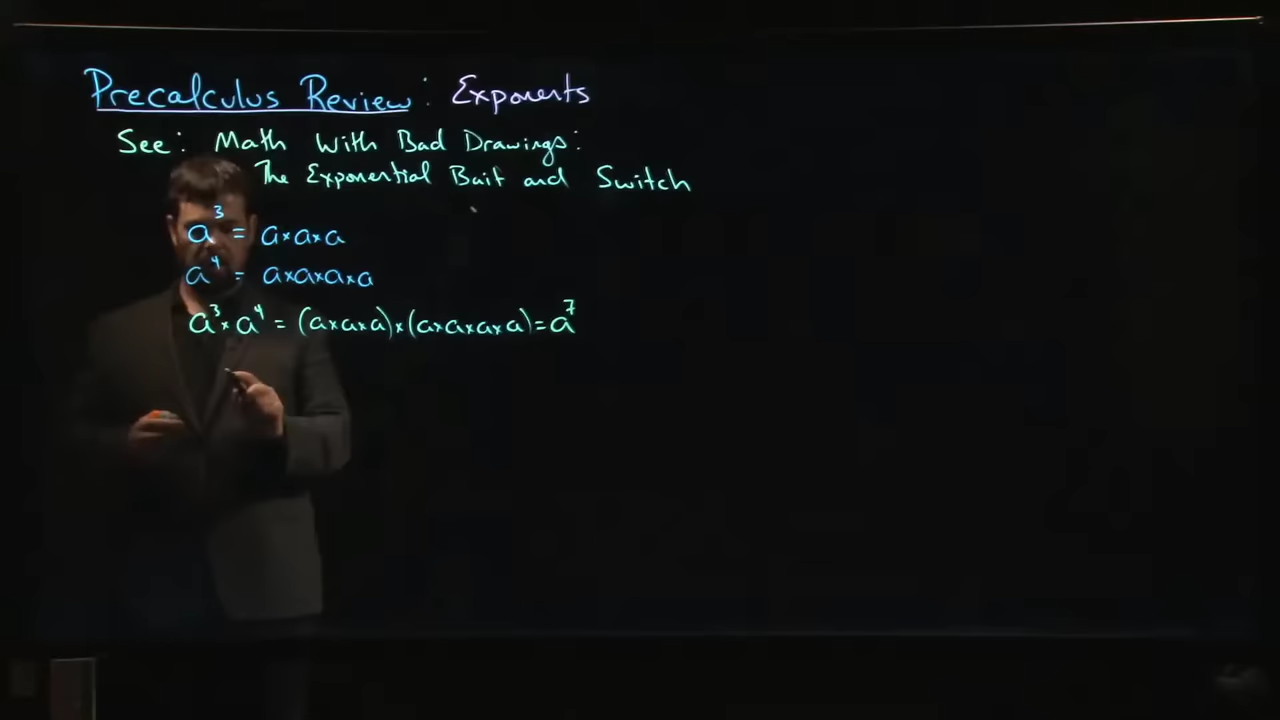 Precalculus Review: Exponents
See: Math With Bad Drawings:
The Exponential Bait and Switch
a³ = a×a×a
a⁴ = a×a×a×a
a³×a⁴ = (a×a×a)×(a×a×a×a)=a⁷